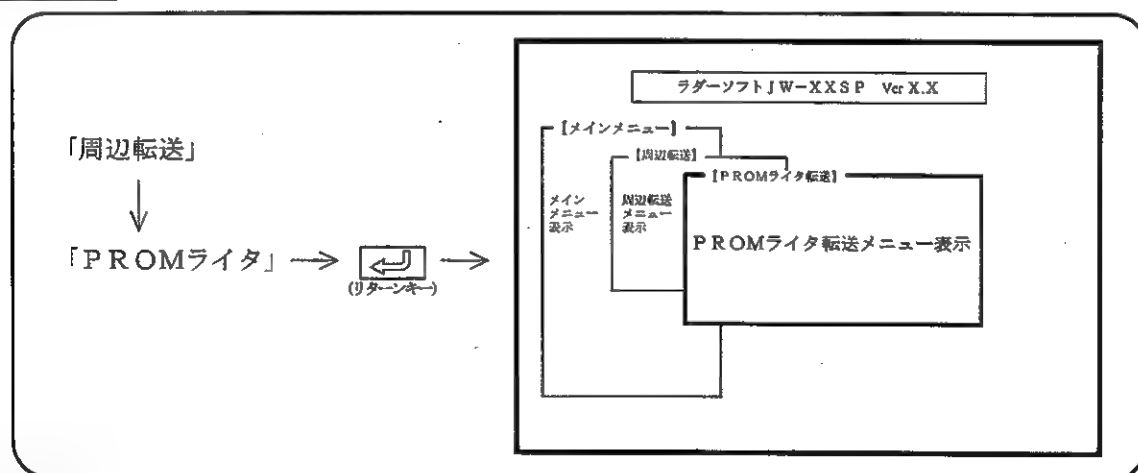 「周辺転送」
「PROMライタ」
(リターンキー)
ラダーソフトJW-XXSP Ver X.X
【メインメニュー】
【周辺転送】
【PROMライタ転送】
メイン
メニュー
表示
周辺転送
メニュー
表示
PROMライタ転送メニュー表示